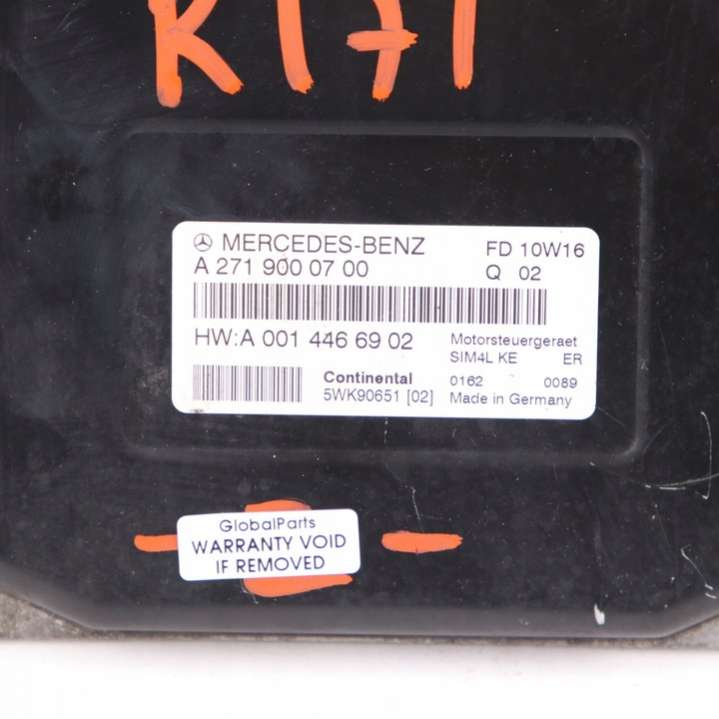 R171
MERCEDES-BENZ FD 10W16
A 271 900 07 00 Q 02
HW:A 001 446 69 02 Motorsteuergeraet
SIM4L KE ER
Continental 0162 0089
5WK90651 [02] Made in Germany
GlobalParts
WARRANTY VOID
IF REMOVED